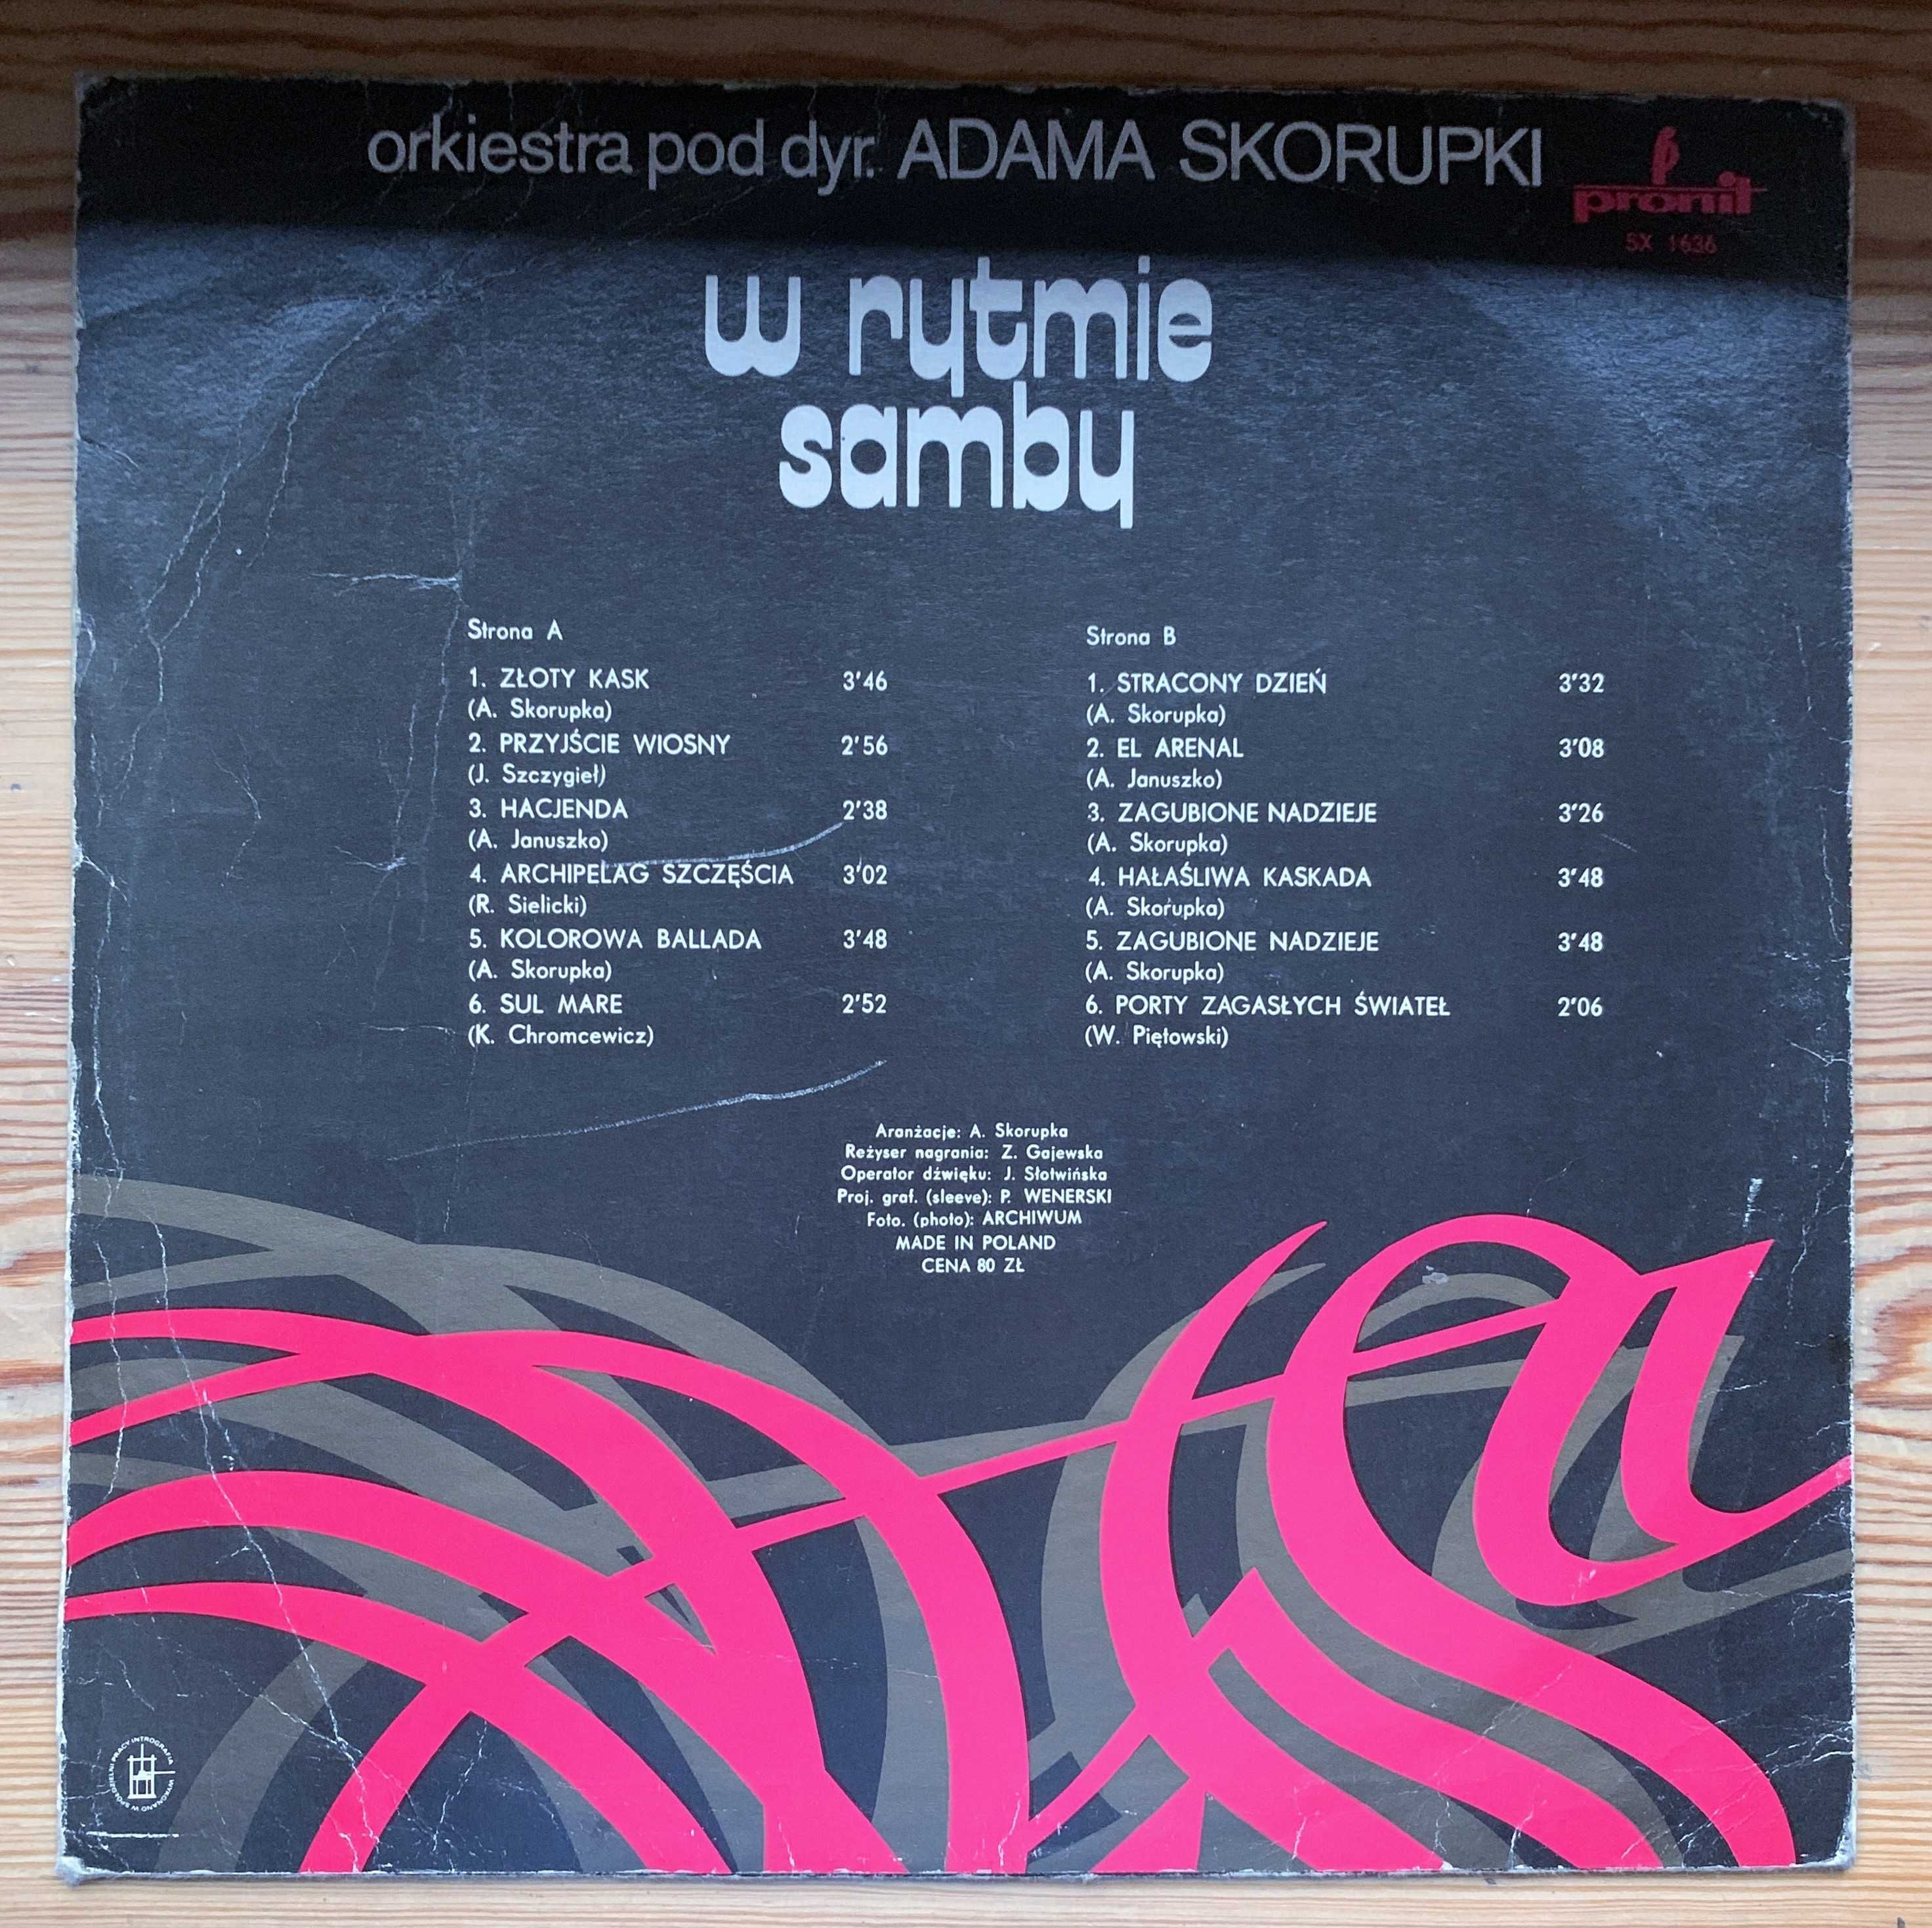 orkiestra pod dyr. ADAMA SKORUPKI
pronit
SX 1636
w rytmie
samby
Strona A
1. ZŁOTY KASK 3'46
(A. Skorupka)
2. PRZYJŚCIE WIOSNY 2'56
(J. Szczygieł)
3. HACJENDA 2'38
(A. Januszko)
4. ARCHIPELAG SZCZĘŚCIA 3'02
(R. Sielicki)
5. KOLOROWA BALLADA 3'48
(A. Skorupka)
6. SUL MARE 2'52
(K. Chromcewicz)
Strona B
1. STRACONY DZIEŃ 3'32
(A. Skorupka)
2. EL ARENAL 3'08
(A. Januszko)
3. ZAGUBIONE NADZIEJE 3'26
(A. Skorupka)
4. HAŁAŚLIWA KASKADA 3'48
(A. Skorupka)
5. ZAGUBIONE NADZIEJE 3'48
(A. Skorupka)
6. PORTY ZAGASŁYCH ŚWIATEŁ 2'06
(W. Piętowski)
Aranżacje: A. Skorupka
Reżyser nagrania: Z. Gajewska
Operator dźwięku: J. Słotwińska
Proj. graf. (sleeve): P. WENERSKI
Foto. (photo): ARCHIWUM
MADE IN POLAND
CENA 80 ZŁ
WYKONANO W SPÓŁDZIELNI PRACY INTROGRAFIA